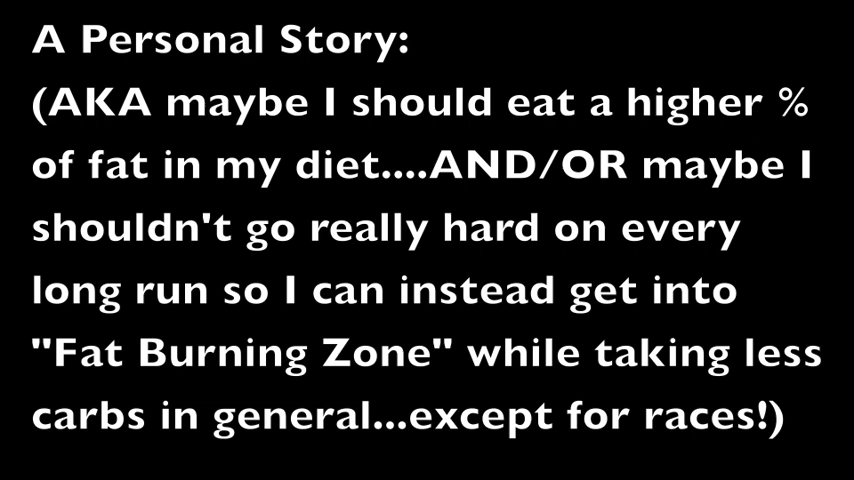 A Personal Story:
(AKA maybe I should eat a higher %
of fat in my diet....AND/OR maybe I
shouldn't go really hard on every
long run so I can instead get into
"Fat Burning Zone" while taking less
carbs in general...except for races!)